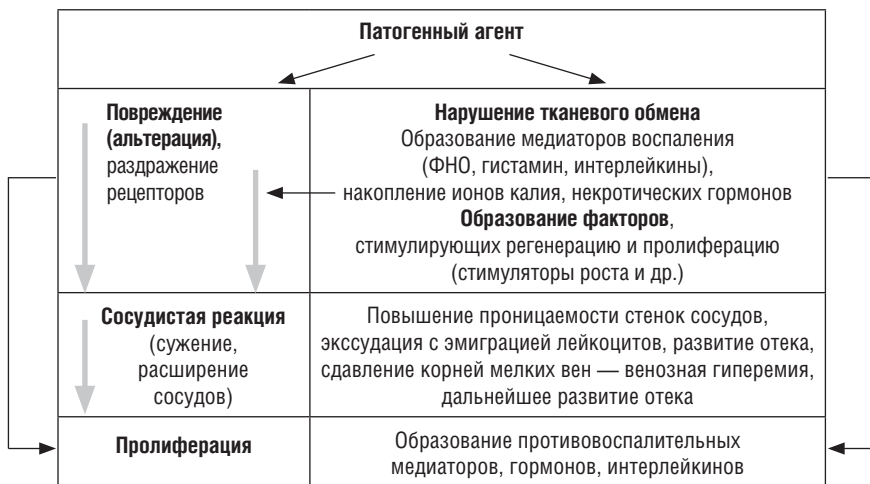 Патогенный агент
Повреждение
(альтерация),
раздражение
рецепторов
Нарушение тканевого обмена
Образование медиаторов воспаления
(ФНО, гистамин, интерлейкины),
накопление ионов калия, некротических гормонов
Образование факторов,
стимулирующих регенерацию и пролиферацию
(стимуляторы роста и др.)
Сосудистая реакция
(сужение,
расширение
сосудов)
Повышение проницаемости стенок сосудов,
экссудация с эмиграцией лейкоцитов, развитие отека,
сдавление корней мелких вен — венозная гиперемия,
дальнейшее развитие отека
Пролиферация
Образование противовоспалительных
медиаторов, гормонов, интерлейкинов